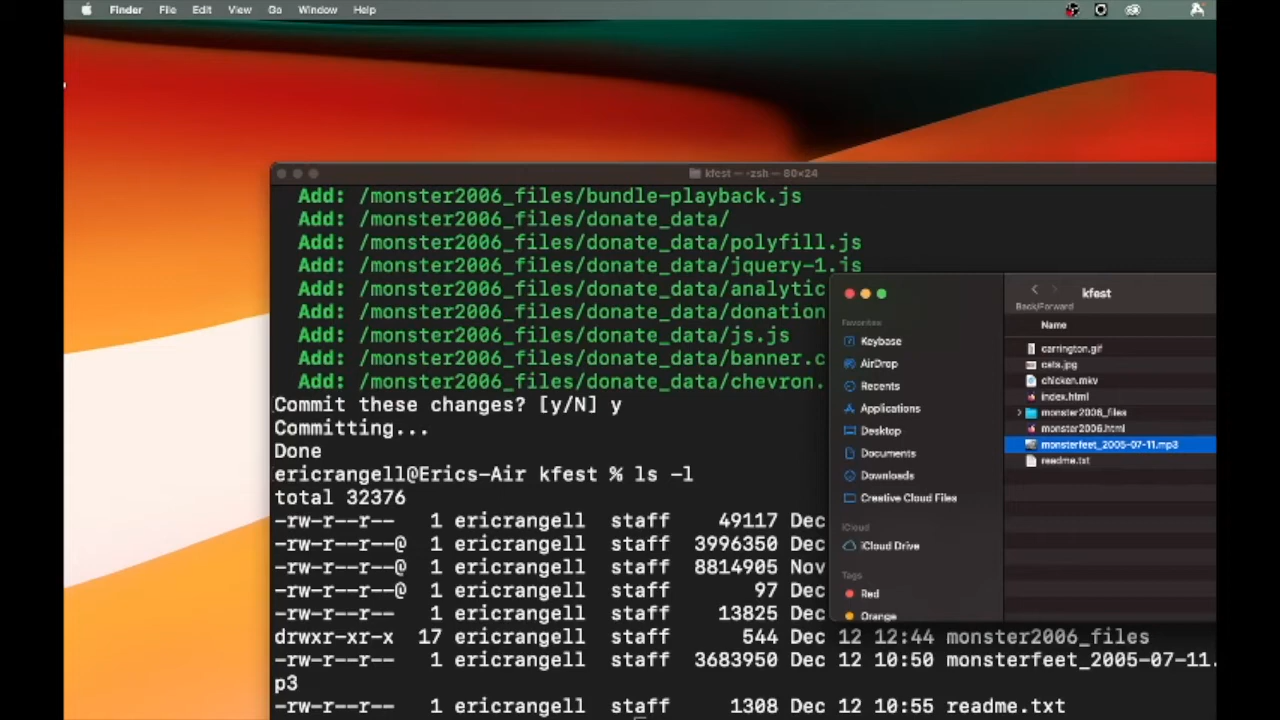 Finder File Edit View Go Window Help
kfest — -zsh — 80×24
Add: /monster2006_files/bundle-playback.js
Add: /monster2006_files/donate_data/
Add: /monster2006_files/donate_data/polyfill.js
Add: /monster2006_files/donate_data/jquery-1.js
Add: /monster2006_files/donate_data/analytic
Add: /monster2006_files/donate_data/donation
Add: /monster2006_files/donate_data/js.js
Add: /monster2006_files/donate_data/banner.c
Add: /monster2006_files/donate_data/chevron.
Commit these changes? [y/N] y
Committing...
Done
ericrangell@Erics-Air kfest % ls -l
total 32376
-rw-r--r-- 1 ericrangell staff 49117 Dec
-rw-r--r--@ 1 ericrangell staff 3996350 Dec
-rw-r--r--@ 1 ericrangell staff 8814905 Nov
-rw-r--r--@ 1 ericrangell staff 97 Dec
-rw-r--r-- 1 ericrangell staff 13825 Dec
drwxr-xr-x 17 ericrangell staff 544 Dec 12 12:44 monster2006_files
-rw-r--r-- 1 ericrangell staff 3683950 Dec 12 10:50 monsterfeet_2005-07-11.
p3
-rw-r--r-- 1 ericrangell staff 1308 Dec 12 10:55 readme.txt
Favorites
Keybase
AirDrop
Recents
Applications
Desktop
Documents
Downloads
Creative Cloud Files
iCloud
iCloud Drive
Tags
Red
Orange
kfest
Back/Forward
Name
carrington.gif
cats.jpg
chicken.mkv
index.html
monster2006_files
monster2006.html
monsterfeet_2005-07-11.mp3
readme.txt